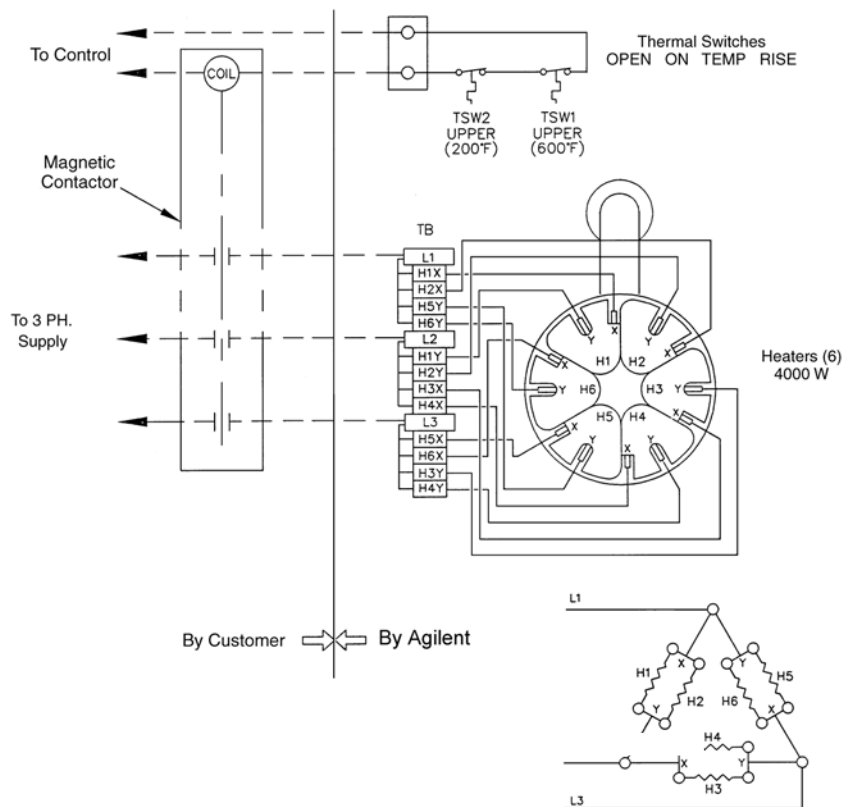 To Control
COIL
Thermal Switches
OPEN ON TEMP RISE
TSW2
UPPER
(200°F)
TSW1
UPPER
(600°F)
Magnetic
Contactor
TB
L1
H1X
H2X
H5Y
H6Y
L2
H1Y
H2Y
H3X
H4X
L3
H5X
H6X
H3Y
H4Y
To 3 PH.
Supply
X
Y
Y
X
X
H1
H2
Y
H6
H3
Y
X
H5
H4
X
Y
X
Y
Heaters (6)
4000 W
By Customer
By Agilent
L1
X
Y
H1
H5
H2
H6
Y
X
H4
X
Y
H3
L3